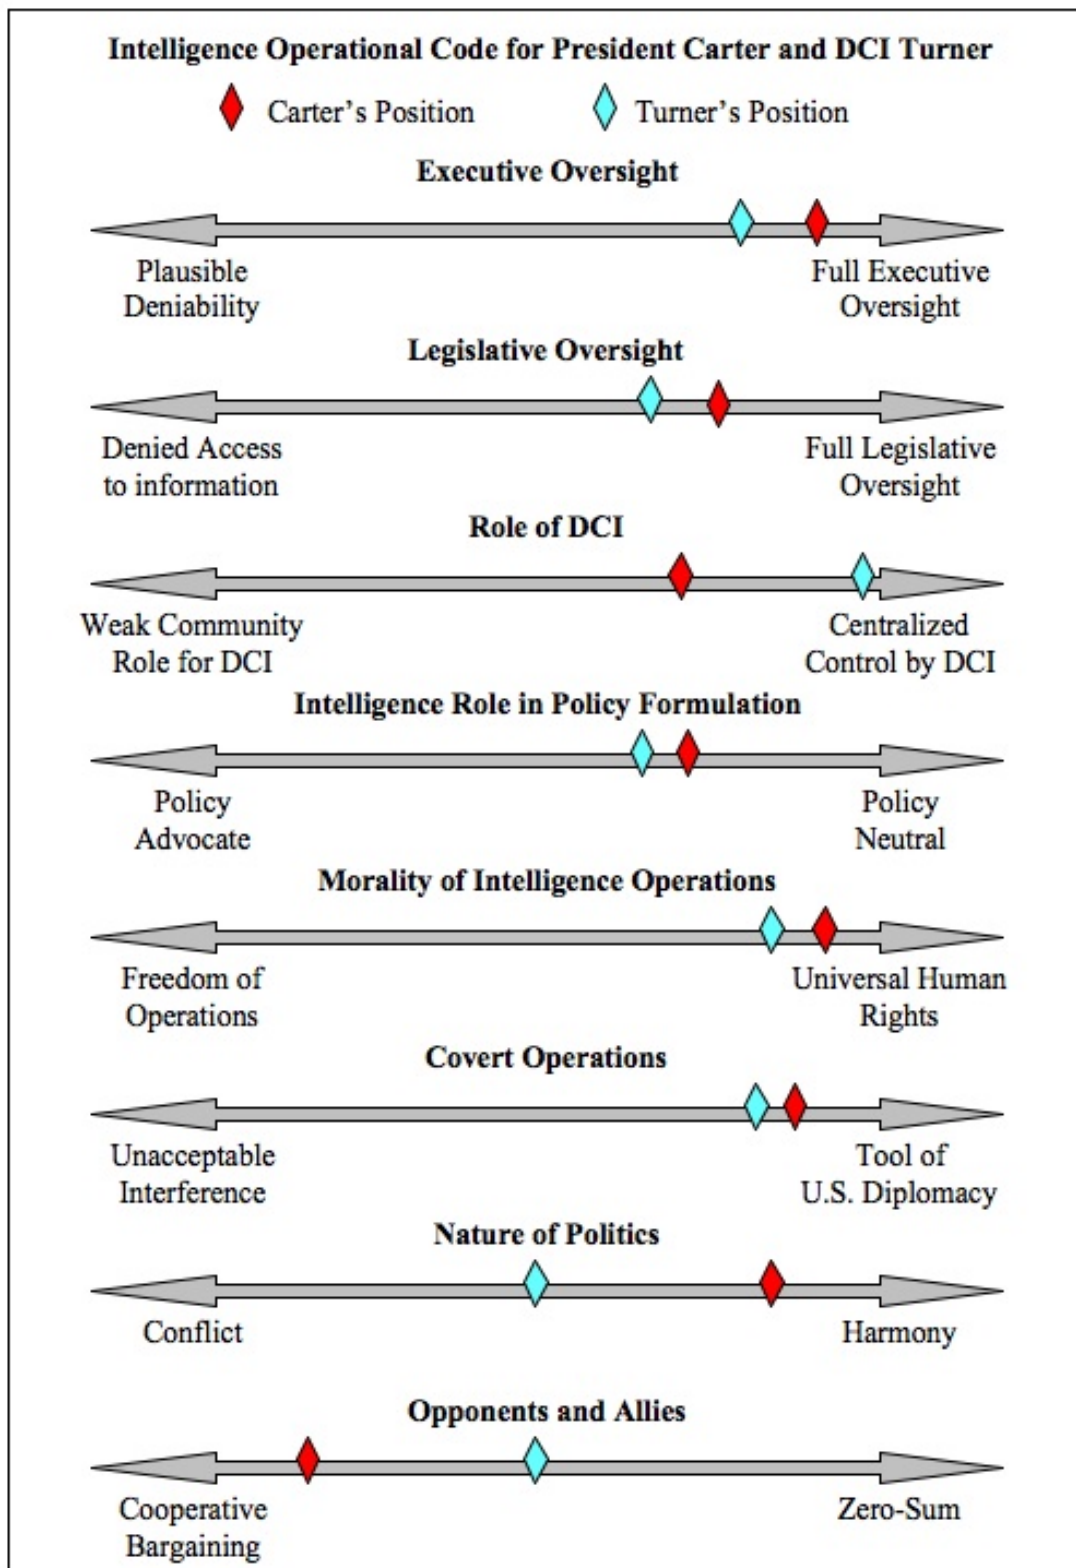 Intelligence Operational Code for President Carter and DCI Turner
Carter's Position
Turner's Position
Executive Oversight
Plausible
Deniability
Full Executive
Oversight
Legislative Oversight
Denied Access
to information
Full Legislative
Oversight
Role of DCI
Weak Community
Role for DCI
Centralized
Control by DCI
Intelligence Role in Policy Formulation
Policy
Advocate
Policy
Neutral
Morality of Intelligence Operations
Freedom of
Operations
Universal Human
Rights
Covert Operations
Unacceptable
Interference
Tool of
U.S. Diplomacy
Nature of Politics
Conflict
Harmony
Opponents and Allies
Cooperative
Bargaining
Zero-Sum